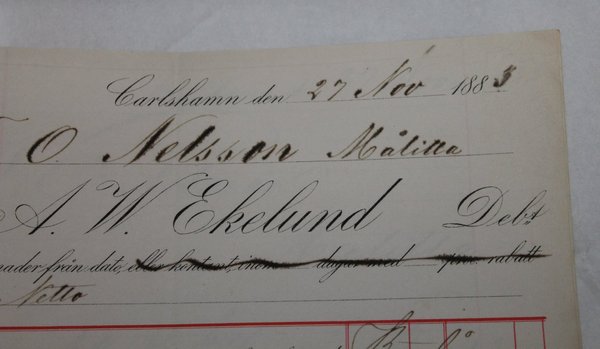 Carlshamn den 27 Nov 1883
O. Nelsson Målilla
A. W. Ekelund Debt.
nader från dato, eller kontant, inom dagar med proc. rabatt
Netto